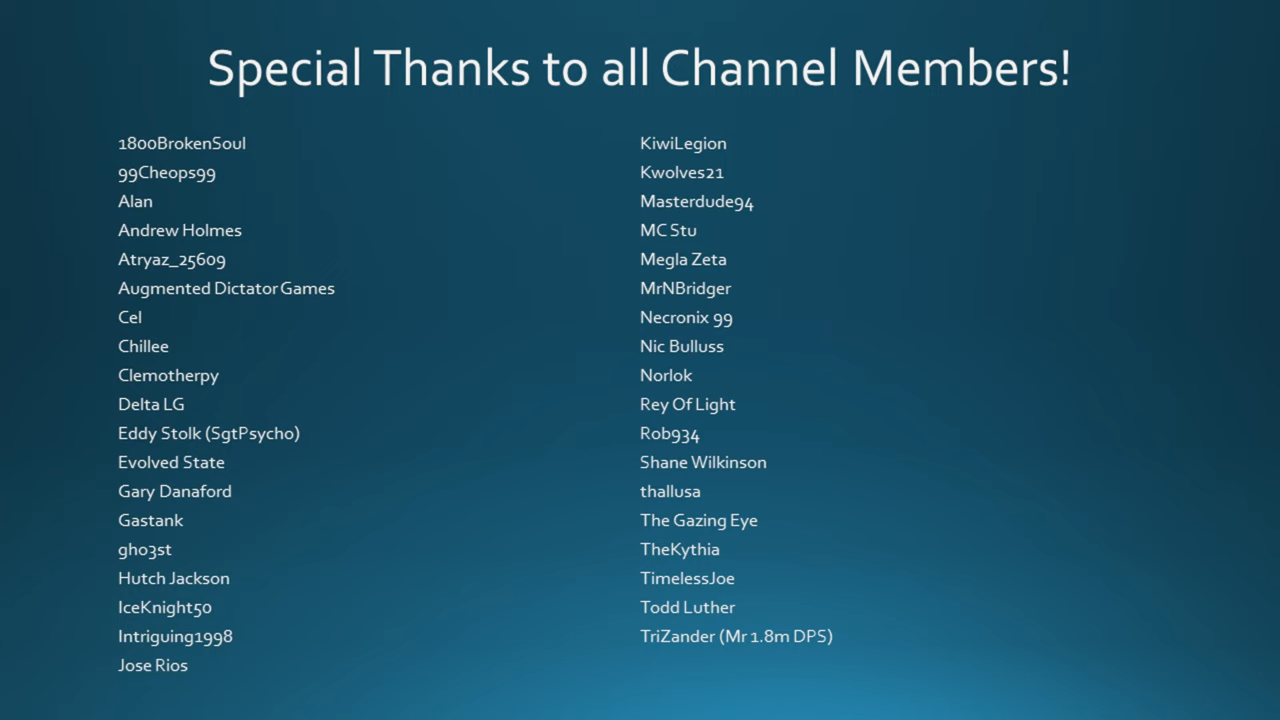 Special Thanks to all Channel Members!
1800BrokenSoul
99Cheops99
Alan
Andrew Holmes
Atryaz_25609
Augmented Dictator Games
Cel
Chillee
Clemotherpy
Delta LG
Eddy Stolk (SgtPsycho)
Evolved State
Gary Danaford
Gastank
gho3st
Hutch Jackson
IceKnight50
Intriguing1998
Jose Rios
KiwiLegion
Kwolves21
Masterdude94
MC Stu
Megla Zeta
MrNBridger
Necronix 99
Nic Bulluss
Norlok
Rey Of Light
Rob934
Shane Wilkinson
thallusa
The Gazing Eye
TheKythia
TimelessJoe
Todd Luther
TriZander (Mr 1.8m DPS)